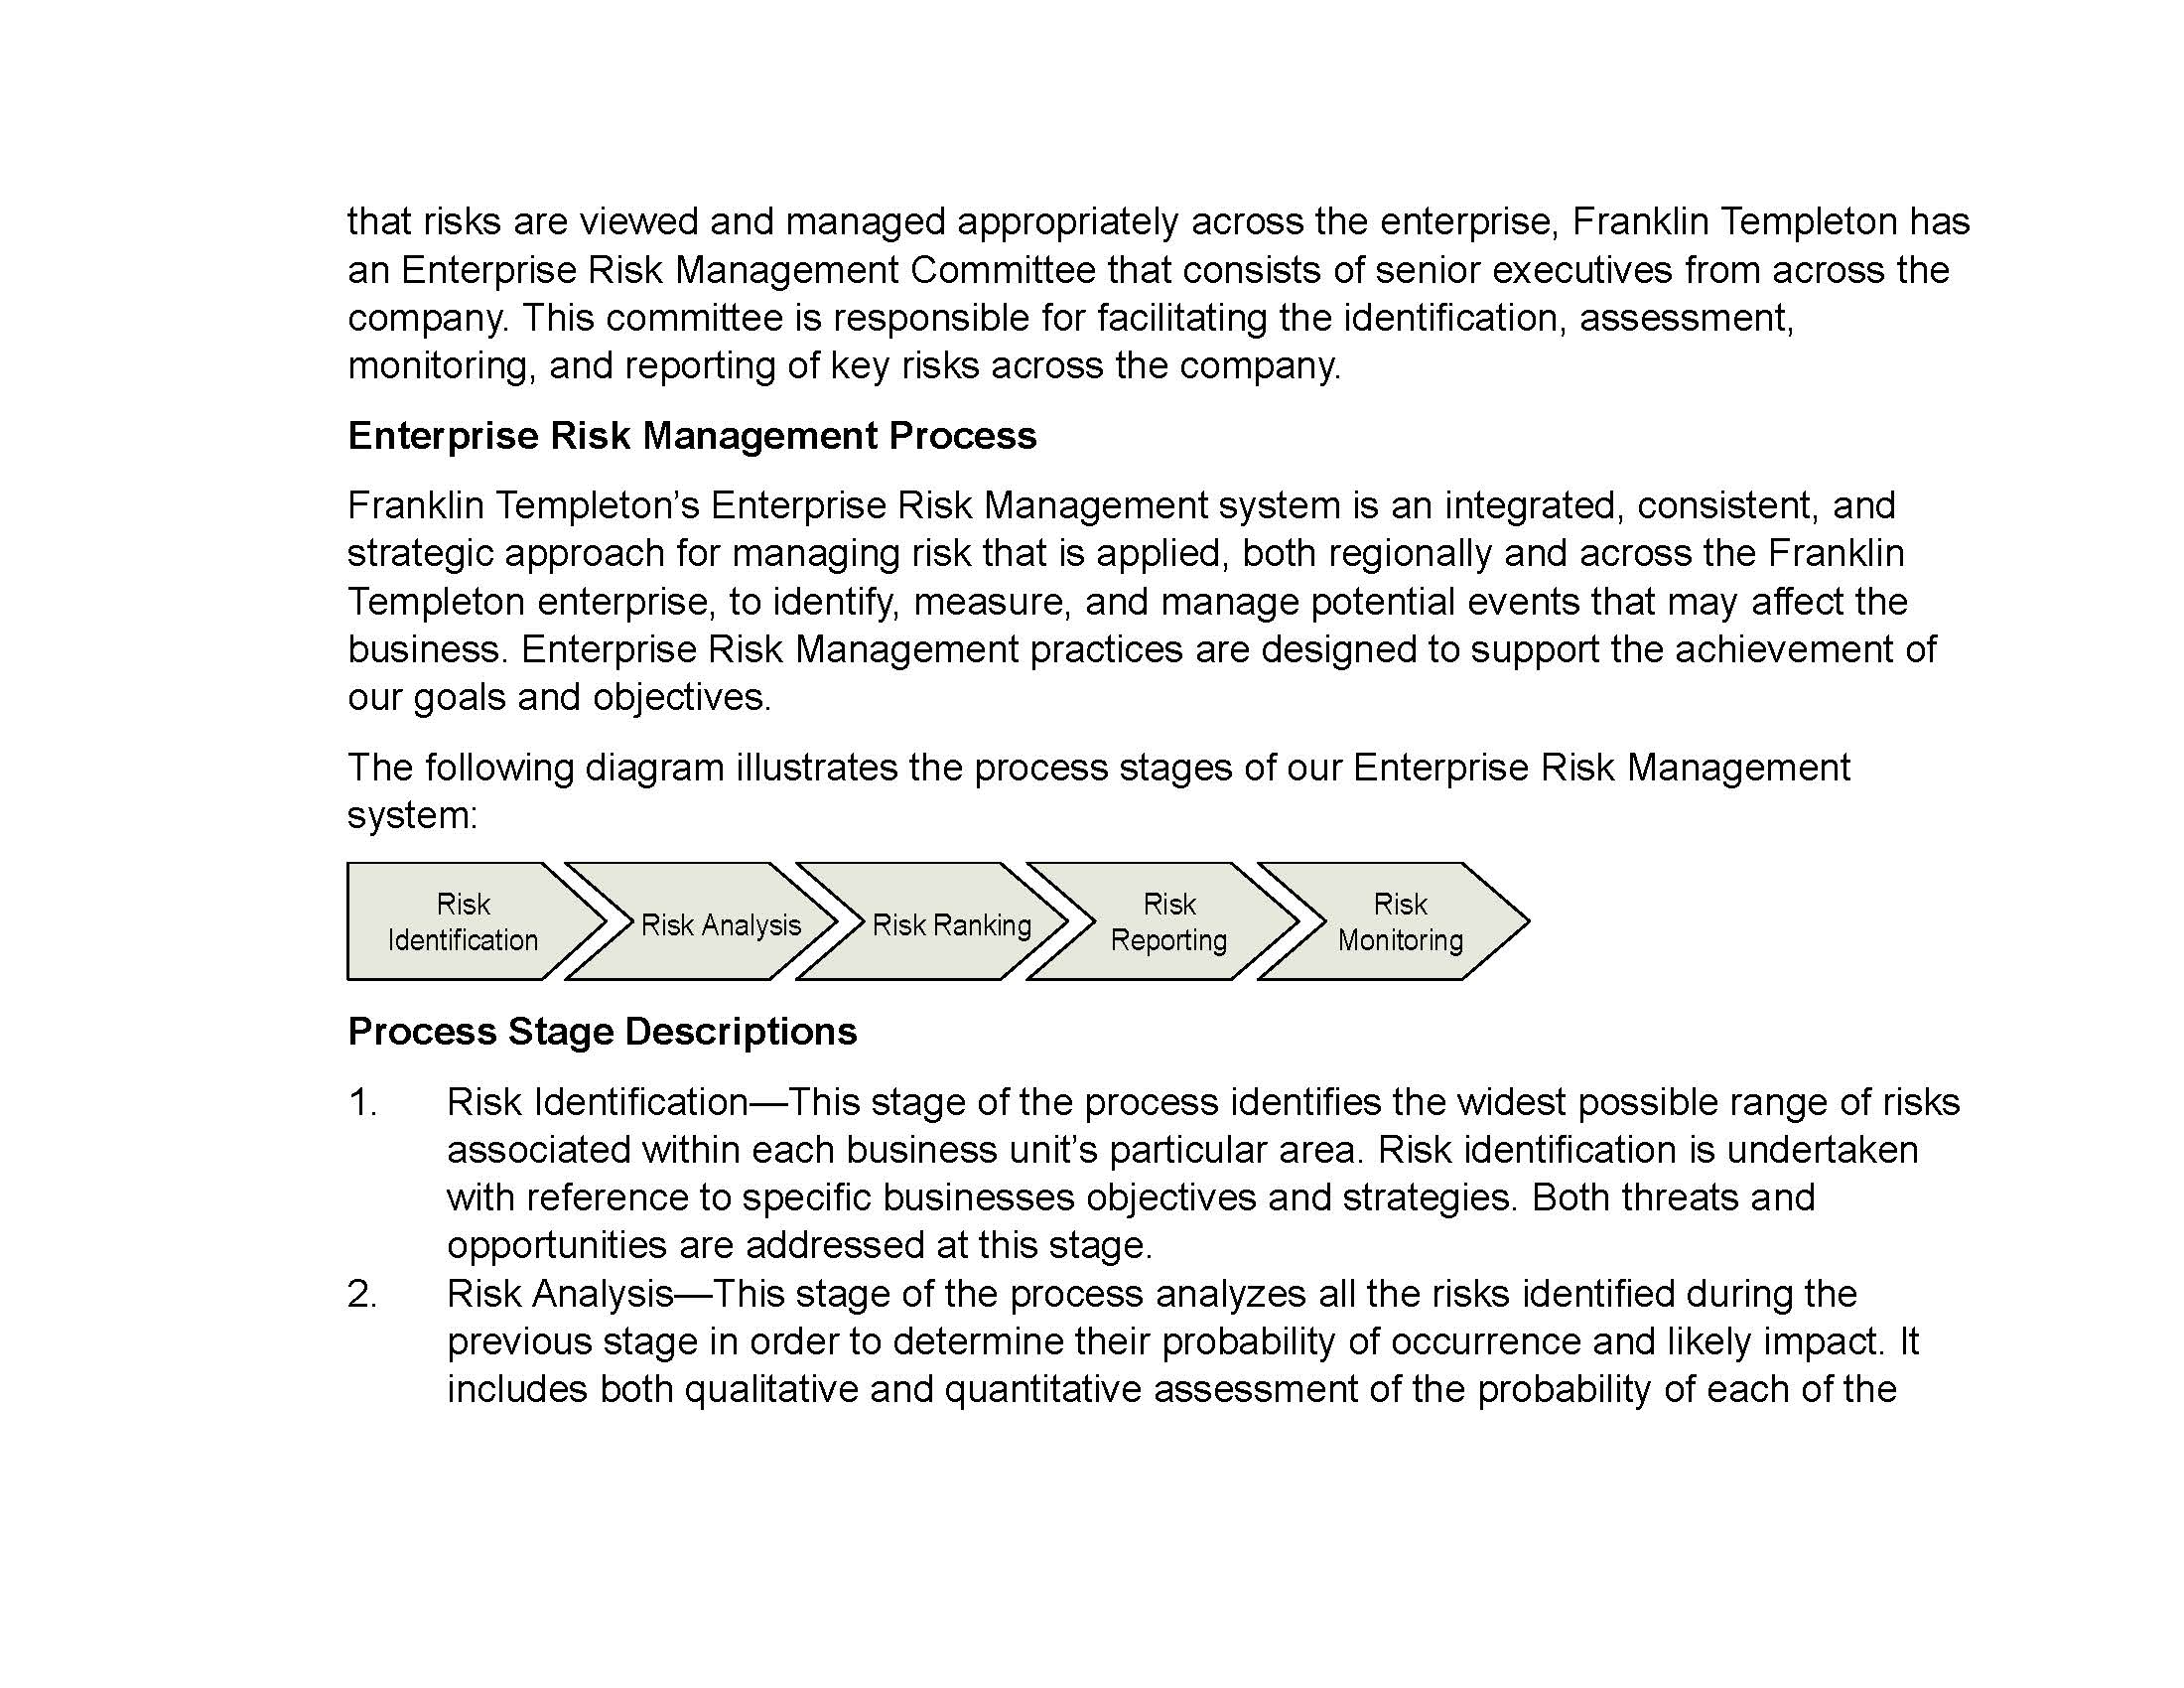 that risks are viewed and managed appropriately across the enterprise, Franklin Templeton has
an Enterprise Risk Management Committee that consists of senior executives from across the
company. This committee is responsible for facilitating the identification, assessment,
monitoring, and reporting of key risks across the company.
Enterprise Risk Management Process
Franklin Templeton’s Enterprise Risk Management system is an integrated, consistent, and
strategic approach for managing risk that is applied, both regionally and across the Franklin
Templeton enterprise, to identify, measure, and manage potential events that may affect the
business. Enterprise Risk Management practices are designed to support the achievement of
our goals and objectives.
The following diagram illustrates the process stages of our Enterprise Risk Management
system:
Risk
Identification
Risk Analysis
Risk Ranking
Risk
Reporting
Risk
Monitoring
Process Stage Descriptions
1. Risk Identification—This stage of the process identifies the widest possible range of risks
associated within each business unit’s particular area. Risk identification is undertaken
with reference to specific businesses objectives and strategies. Both threats and
opportunities are addressed at this stage.
2. Risk Analysis—This stage of the process analyzes all the risks identified during the
previous stage in order to determine their probability of occurrence and likely impact. It
includes both qualitative and quantitative assessment of the probability of each of the